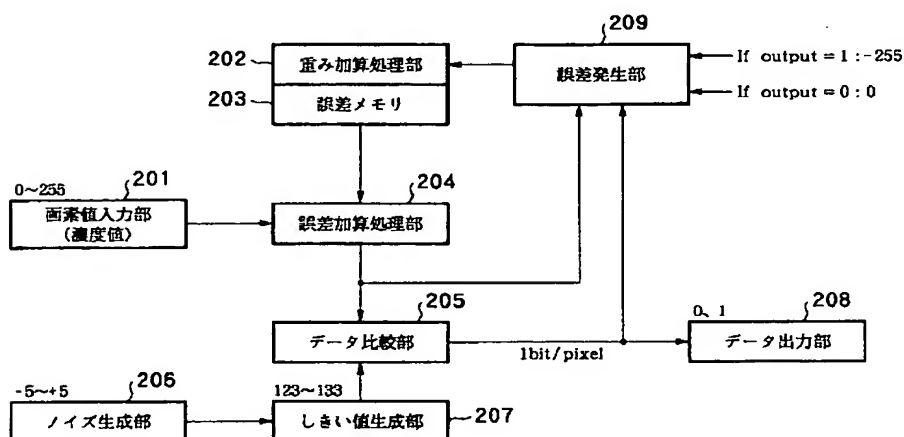 209
202
重み加算処理部
誤差発生部
If output=1:-255
203
誤差メモリ
If output=0:0
0~255
201
204
画素値入力部
(濃度値)
誤差加算処理部
205
208
0、1
データ比較部
データ出力部
1bit/pixel
-5~+5
206
123~133
ノイズ生成部
しきい値生成部
207